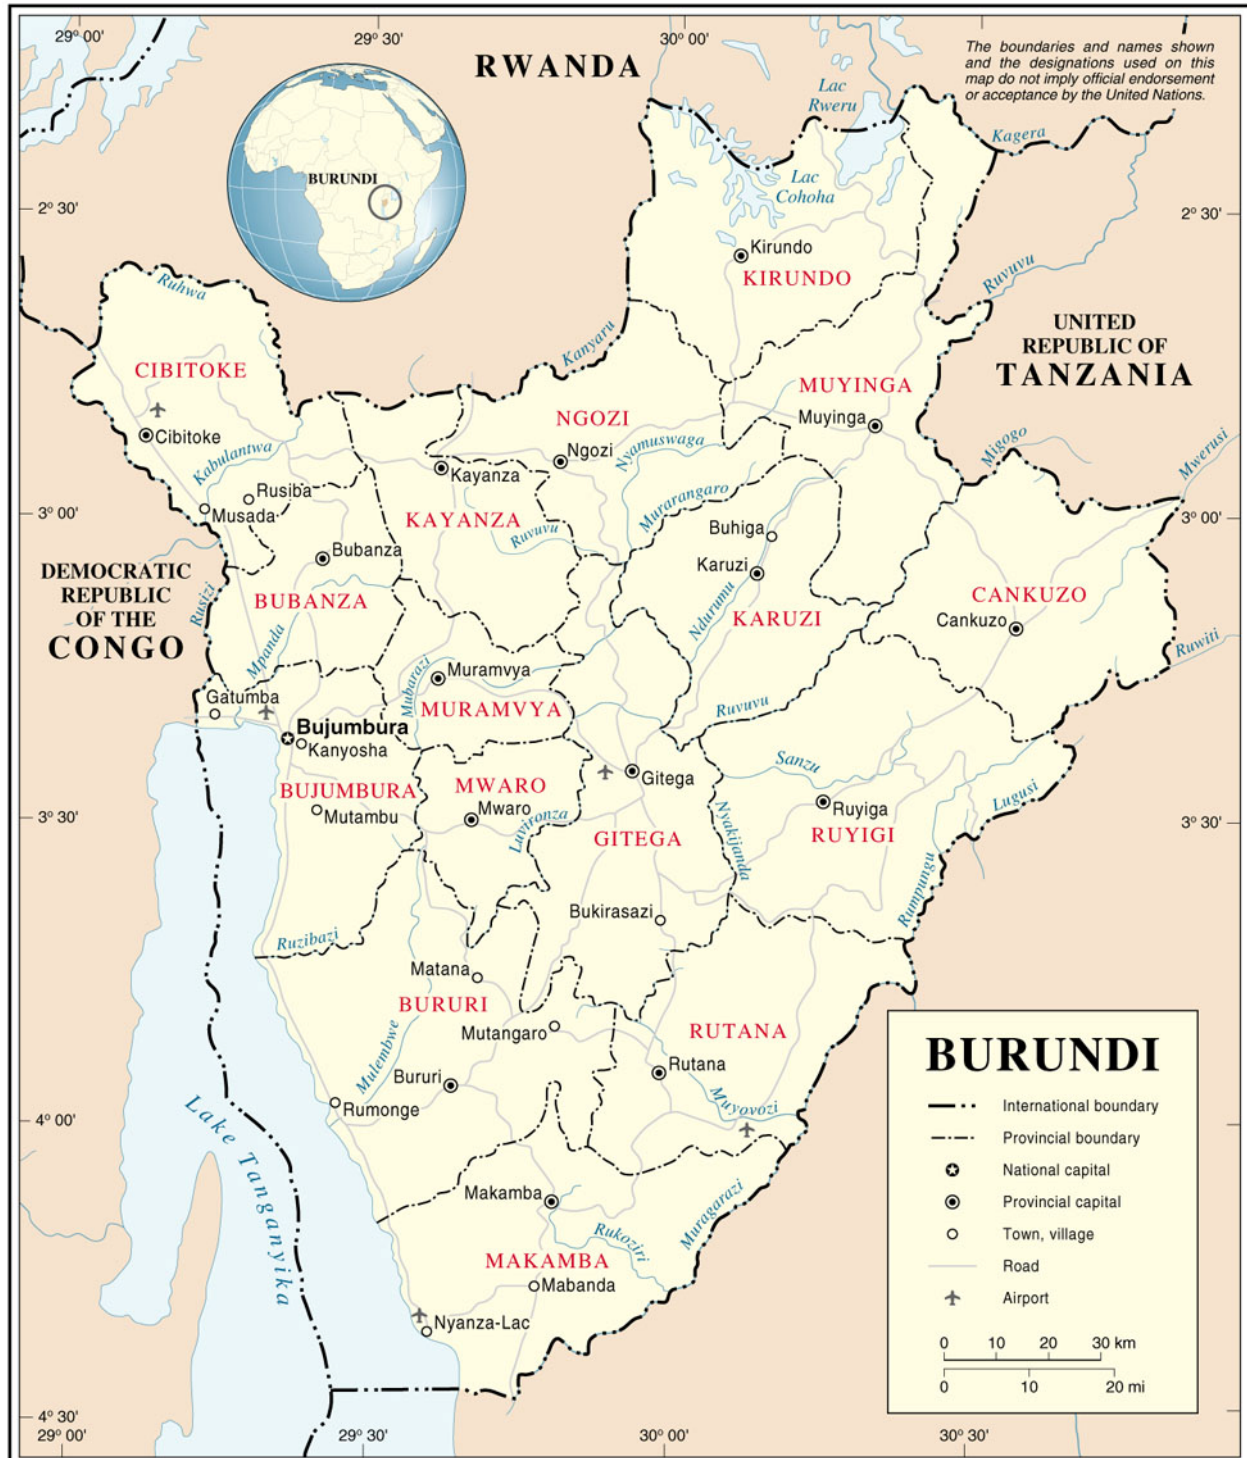 29° 00'
29° 30'
30° 00'
RWANDA
The boundaries and names shown
and the designations used on this
map do not imply official endorsement
or acceptance by the United Nations.
Lac
Rweru
Kagera
BURUNDI
Lac
Cohoha
2° 30'
2° 30'
Kirundo
KIRUNDO
Ruvuvu
Ruhwa
Kanyaru
UNITED
REPUBLIC OF
TANZANIA
CIBITOKE
MUYINGA
NGOZI
Muyinga
Cibitoke
Kabulantwa
Ngozi
Nyamuswaga
Migogo
Mwerusi
Kayanza
Rusiba
Murarangaro
3° 00'
Musada
KAYANZA
Ruvuvu
Buhiga
3° 00'
Bubanza
Karuzi
DEMOCRATIC
REPUBLIC
OF THE
CONGO
Rusizi
BUBANZA
Ndurumu
KARUZI
CANKUZO
Cankuzo
Mpanda
Ruwiti
Mubarazi
Muramvya
Gatumba
MURAMVYA
Ruvuvu
Bujumbura
Kanyosha
Sanzu
Gitega
BUJUMBURA
MWARO
Lugusi
Mutambu
Mwaro
Luvironza
Nyakijanda
Ruyiga
3° 30'
3° 30'
GITEGA
RUYIGI
Rumpungu
Bukirasazi
Ruzibazi
Matana
BURURI
Mutangaro
RUTANA
Mulembwe
Bururi
Rutana
Rumonge
Muyovozi
4° 00'
Lake Tanganyika
Makamba
Rukoziri
Muragarazi
MAKAMBA
Mabanda
Nyanza-Lac
BURUNDI
International boundary
Provincial boundary
National capital
Provincial capital
Town, village
Road
Airport
0 10 20 30 km
0 10 20 mi
4° 30'
29° 00'
29° 30'
30° 00'
30° 30'